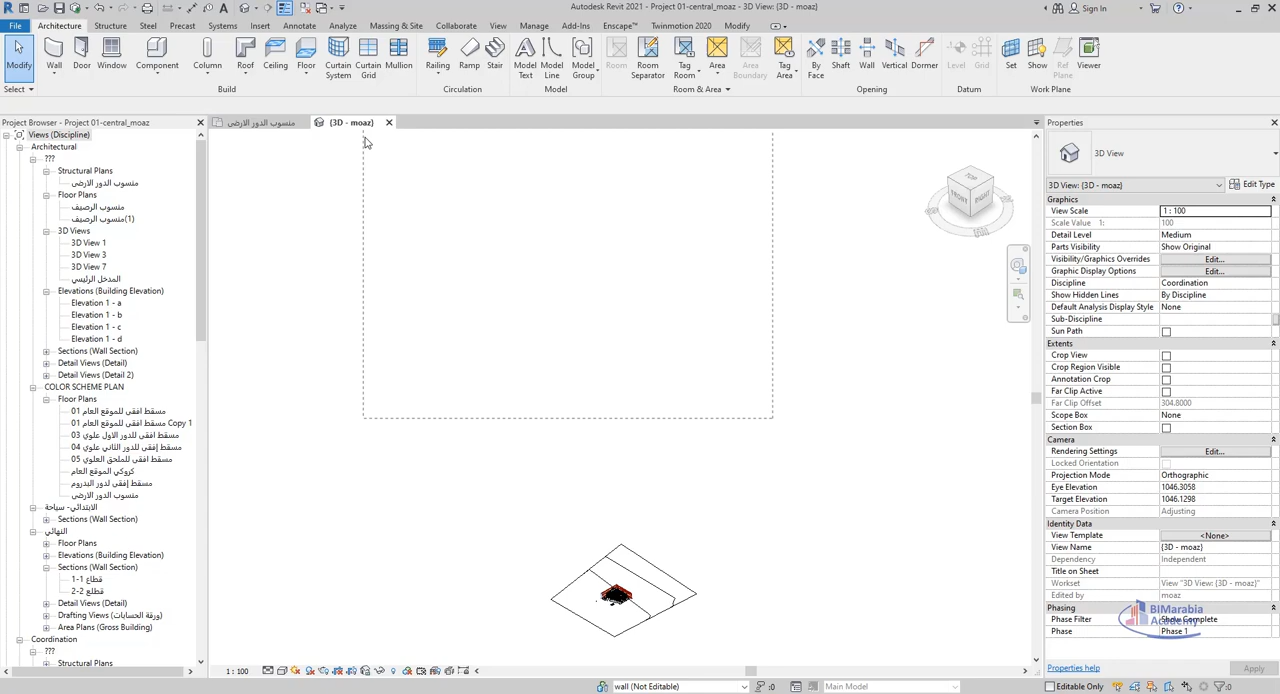 Autodesk Revit 2021 - Project 01-central_moaz - 3D View: {3D - moaz}
Sign In
File Architecture Structure Steel Precast Systems Insert Annotate Analyze Massing & Site Collaborate View Manage Add-Ins Enscape™ Twinmotion 2020 Modify
Modify Wall Door Window Component Column Roof Ceiling Floor Curtain System Curtain Grid Mullion Railing Ramp Stair Model Text Model Line Model Group Room Room Separator Tag Room Area Area Boundary Tag Area By Face Shaft Wall Vertical Dormer Level Grid Set Show Ref Plane Viewer
Select Build Circulation Model Room & Area Opening Datum Work Plane
Project Browser - Project 01-central_moaz
منسوب الدور الارضى
{3D - moaz}
Properties
Views (Discipline)
Architectural
???
Structural Plans
منسوب الدور الارضى
Floor Plans
منسوب الرصيف
منسوب الرصيف(1)
3D Views
3D View 1
3D View 3
3D View 7
المدخل الرئيسي
Elevations (Building Elevation)
Elevation 1 - a
Elevation 1 - b
Elevation 1 - c
Elevation 1 - d
Sections (Wall Section)
Detail Views (Detail)
Detail Views (Detail 2)
COLOR SCHEME PLAN
Floor Plans
01 مسقط افقى للموقع العام
01 مسقط افقى للموقع العام Copy 1
03 مسقط افقى للدور الاول علوي
04 مسقط إفقى للدور الثاني علوي
05 مسقط افقى للملحق العلوي
كروكي الموقع العام
مسقط إفقى لدور البدروم
منسوب الدور الارضى
الابتدائي- سياحة
Sections (Wall Section)
النهائي
Floor Plans
Elevations (Building Elevation)
Sections (Wall Section)
قطاع 1-1
قطلع 2-2
Detail Views (Detail)
Drafting Views (ورقة الحسابات)
Area Plans (Gross Building)
Coordination
???
Structural Plans
TOP
FRONT
RIGHT
3D View
3D View: {3D - moaz}
Edit Type
Graphics
View Scale 1 : 100
Scale Value 1: 100
Detail Level Medium
Parts Visibility Show Original
Visibility/Graphics Overrides Edit...
Graphic Display Options Edit...
Discipline Coordination
Show Hidden Lines By Discipline
Default Analysis Display Style None
Sub-Discipline
Sun Path
Extents
Crop View
Crop Region Visible
Annotation Crop
Far Clip Active
Far Clip Offset 304.8000
Scope Box None
Section Box
Camera
Rendering Settings Edit...
Locked Orientation
Projection Mode Orthographic
Eye Elevation 1046.3058
Target Elevation 1046.1298
Camera Position Adjusting
Identity Data
View Template <None>
View Name {3D - moaz}
Dependency Independent
Title on Sheet
Workset View "3D View: {3D - moaz}"
Edited by moaz
Phasing
Phase Filter Show Complete
Phase Phase 1
BIMarabia
Academy
Properties help
Apply
1 : 100
wall (Not Editable)
:0
Main Model
Editable Only
:0